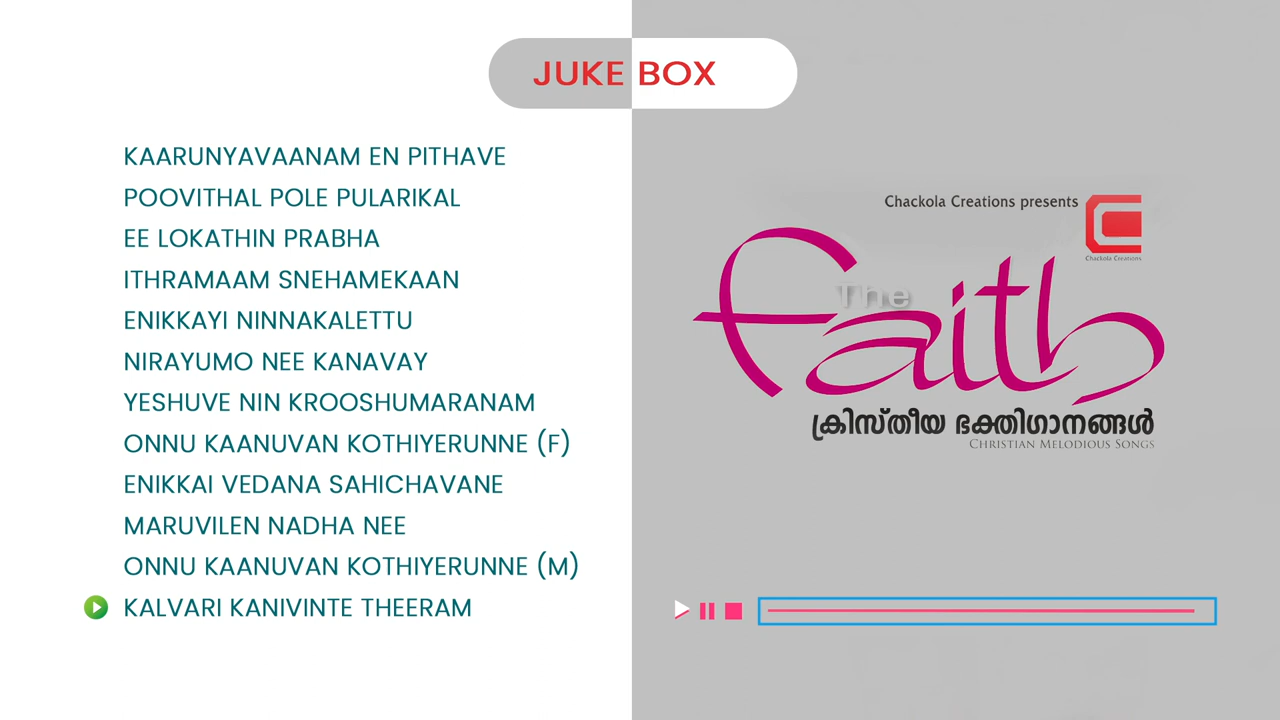 JUKE BOX
KAARUNYAVAANAM EN PITHAVE
POOVITHAL POLE PULARIKAL
EE LOKATHIN PRABHA
ITHRAMAAM SNEHAMEKAAN
ENIKKAYI NINNAKALETTU
NIRAYUMO NEE KANAVAY
YESHUVE NIN KROOSHUMARANAM
ONNU KAANUVAN KOTHIYERUNNE (F)
ENIKKAI VEDANA SAHICHAVANE
MARUVILEN NADHA NEE
ONNU KAANUVAN KOTHIYERUNNE (M)
KALVARI KANIVINTE THEERAM
Chackola Creations presents
Chackola Creations
The
Faith
ക്രിസ്തീയ ഭക്തിഗാനങ്ങൾ
CHRISTIAN MELODIOUS SONGS